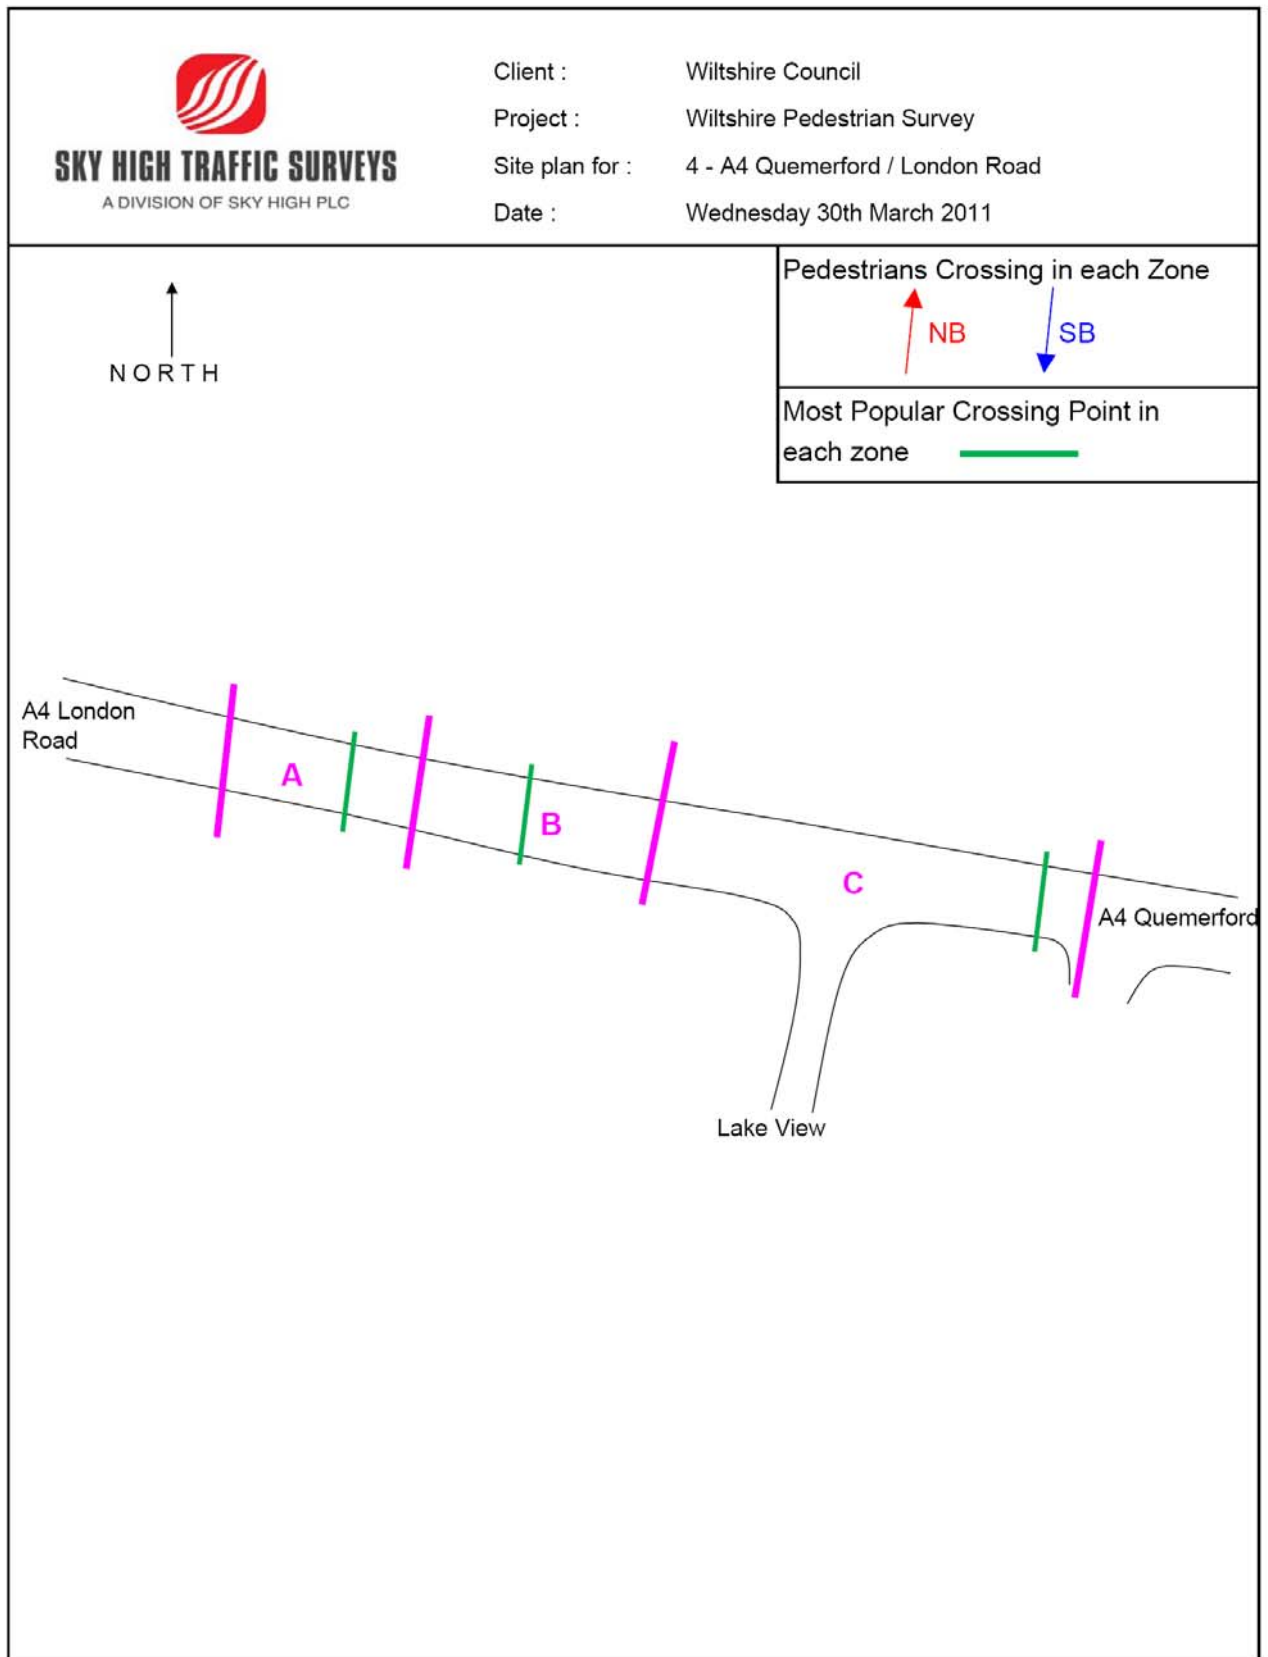 SKY HIGH TRAFFIC SURVEYS
A DIVISION OF SKY HIGH PLC
Client : Wiltshire Council
Project : Wiltshire Pedestrian Survey
Site plan for : 4 - A4 Quemerford / London Road
Date : Wednesday 30th March 2011
Pedestrians Crossing in each Zone
NB SB
Most Popular Crossing Point in
each zone
NORTH
A4 London
Road
A
B
C
A4 Quemerford
Lake View